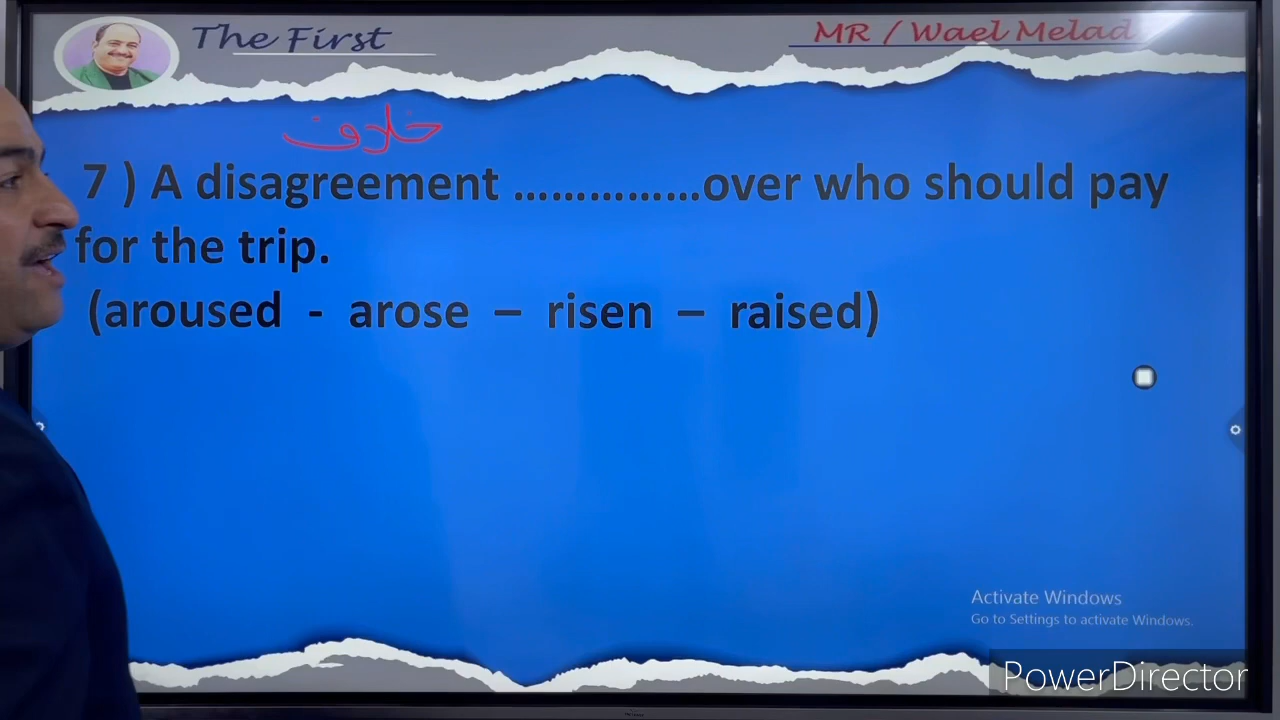 The First
MR / Wael Melad
خلاف
7 ) A disagreement ……………over who should pay
for the trip.
(aroused - arose – risen – raised)
Activate Windows
Go to Settings to activate Windows.
PowerDirector